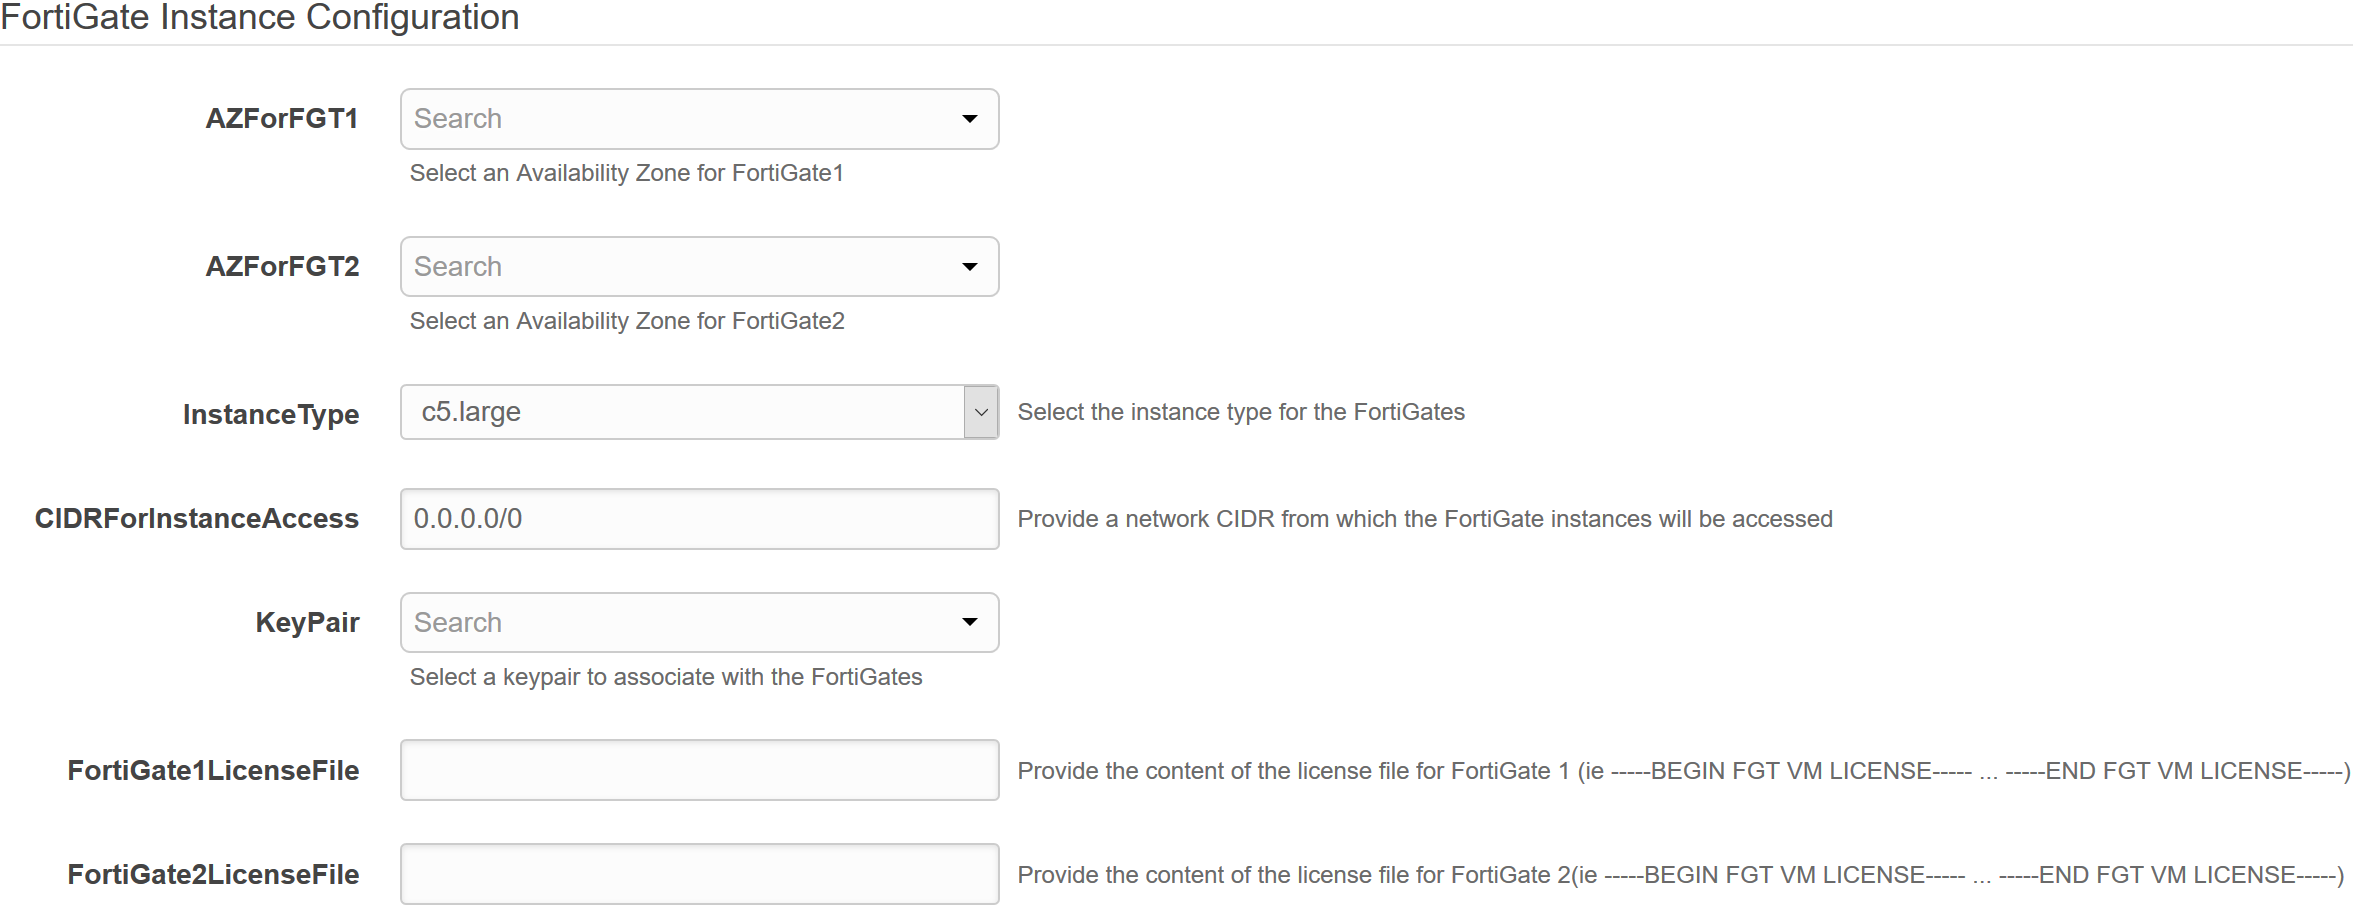 FortiGate Instance Configuration
AZForFGT1
Search
Select an Availability Zone for FortiGate1
AZForFGT2
Search
Select an Availability Zone for FortiGate2
InstanceType
c5.large
Select the instance type for the FortiGates
CIDRForInstanceAccess
0.0.0.0/0
Provide a network CIDR from which the FortiGate instances will be accessed
KeyPair
Search
Select a keypair to associate with the FortiGates
FortiGate1LicenseFile
Provide the content of the license file for FortiGate 1 (ie -----BEGIN FGT VM LICENSE----- ... -----END FGT VM LICENSE-----)
FortiGate2LicenseFile
Provide the content of the license file for FortiGate 2(ie -----BEGIN FGT VM LICENSE----- ... -----END FGT VM LICENSE-----)